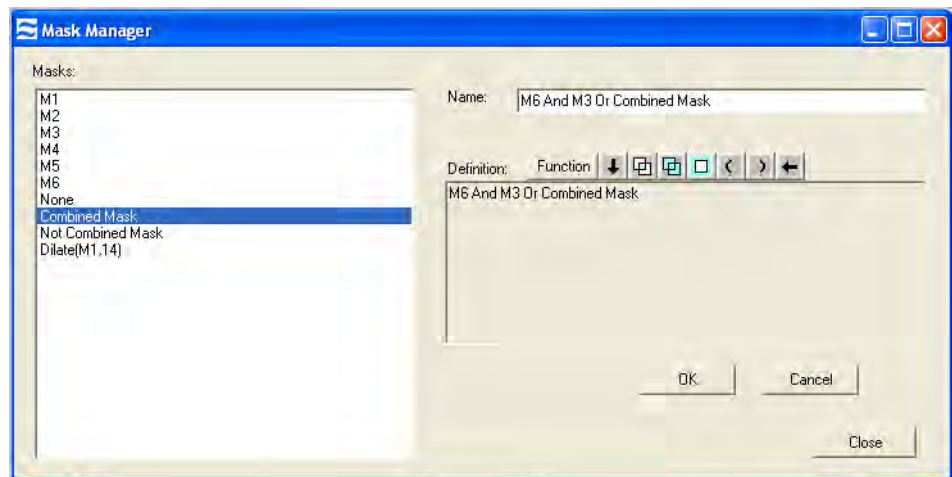 Mask Manager
Masks:
M1
M2
M3
M4
M5
M6
None
Combined Mask
Not Combined Mask
Dilate(M1,14)
Name: M6 And M3 Or Combined Mask
Definition: Function
M6 And M3 Or Combined Mask
OK Cancel
Close